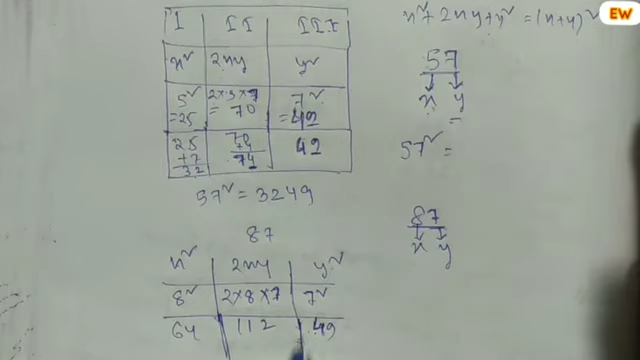 I II III
x² 2xy y²
5² 2×5×7 7²
=25 = 70 =49
25 70 49
+7 +4
32 74
57² = 3249
87
x² 2xy y²
8² 2×8×7 7²
64 112 49
x² + 2xy + y² = (x+y)²
57
x y
=
57² =
87
x y
EW